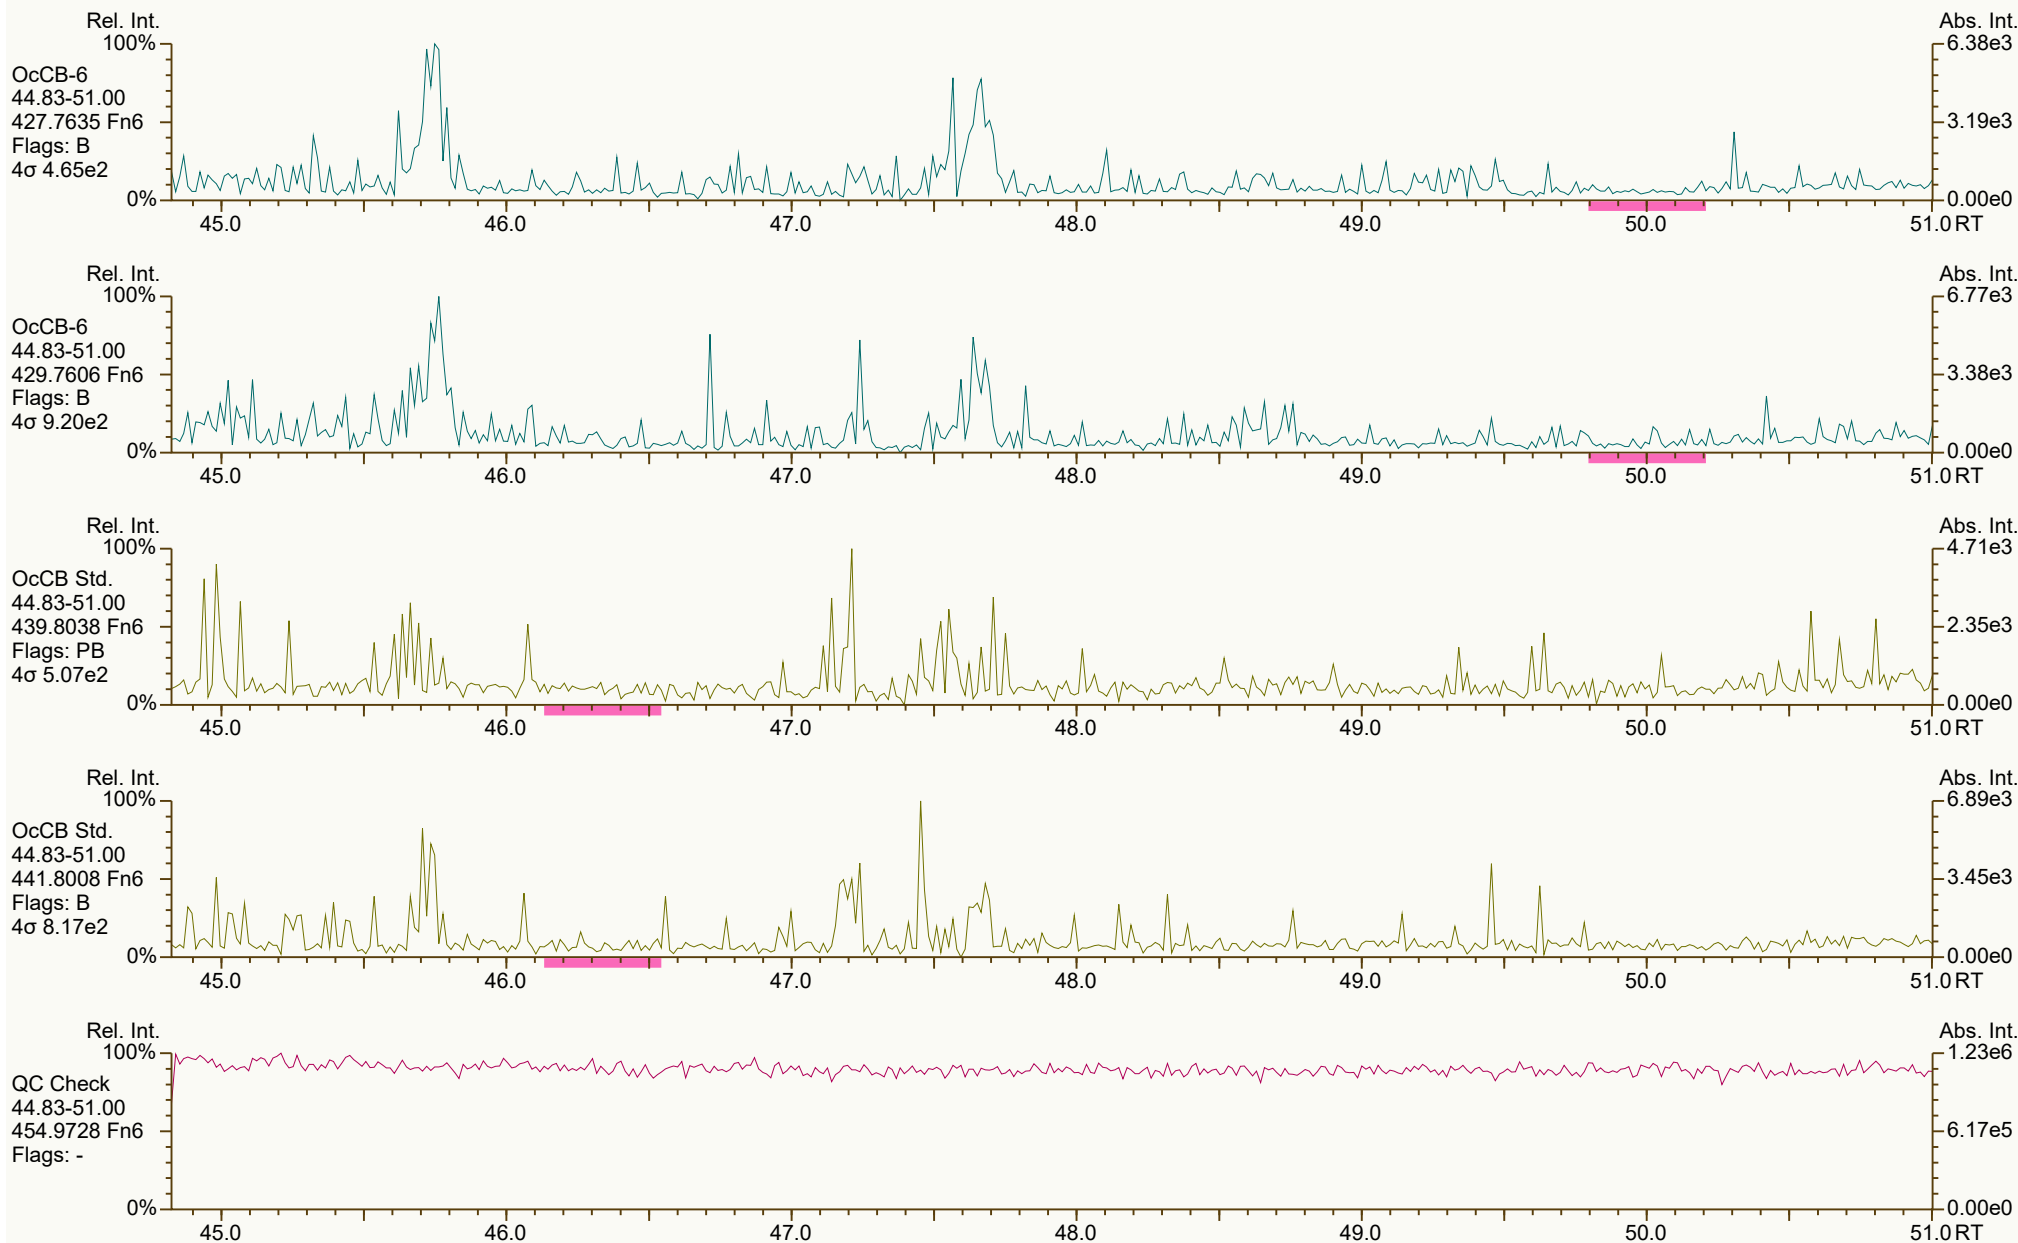 Rel. Int.
Abs. Int.
100%
6.38e3
OcCB-6
44.83-51.00
427.7635 Fn6
3.19e3
Flags: B
4σ 4.65e2
0%
0.00e0
45.0 46.0 47.0 48.0 49.0 50.0 51.0 RT
Rel. Int.
Abs. Int.
100%
6.77e3
OcCB-6
44.83-51.00
429.7606 Fn6
3.38e3
Flags: B
4σ 9.20e2
0%
0.00e0
45.0 46.0 47.0 48.0 49.0 50.0 51.0 RT
Rel. Int.
Abs. Int.
100%
4.71e3
OcCB Std.
44.83-51.00
439.8038 Fn6
2.35e3
Flags: PB
4σ 5.07e2
0%
0.00e0
45.0 46.0 47.0 48.0 49.0 50.0 51.0 RT
Rel. Int.
Abs. Int.
100%
6.89e3
OcCB Std.
44.83-51.00
441.8008 Fn6
3.45e3
Flags: B
4σ 8.17e2
0%
0.00e0
45.0 46.0 47.0 48.0 49.0 50.0 51.0 RT
Rel. Int.
Abs. Int.
100%
1.23e6
QC Check
44.83-51.00
454.9728 Fn6
6.17e5
Flags: -
0%
0.00e0
45.0 46.0 47.0 48.0 49.0 50.0 51.0 RT